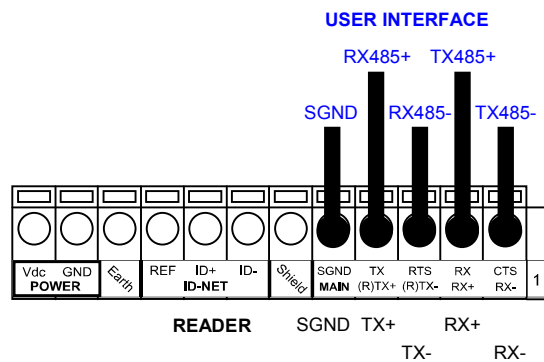 USER INTERFACE
RX485+ TX485+
SGND RX485- TX485-
Vdc GND Earth REF ID+ ID- Shield SGND TX RTS RX CTS
POWER ID-NET MAIN (R)TX+ (R)TX- RX+ RX- 1
READER SGND TX+ RX+
TX- RX-